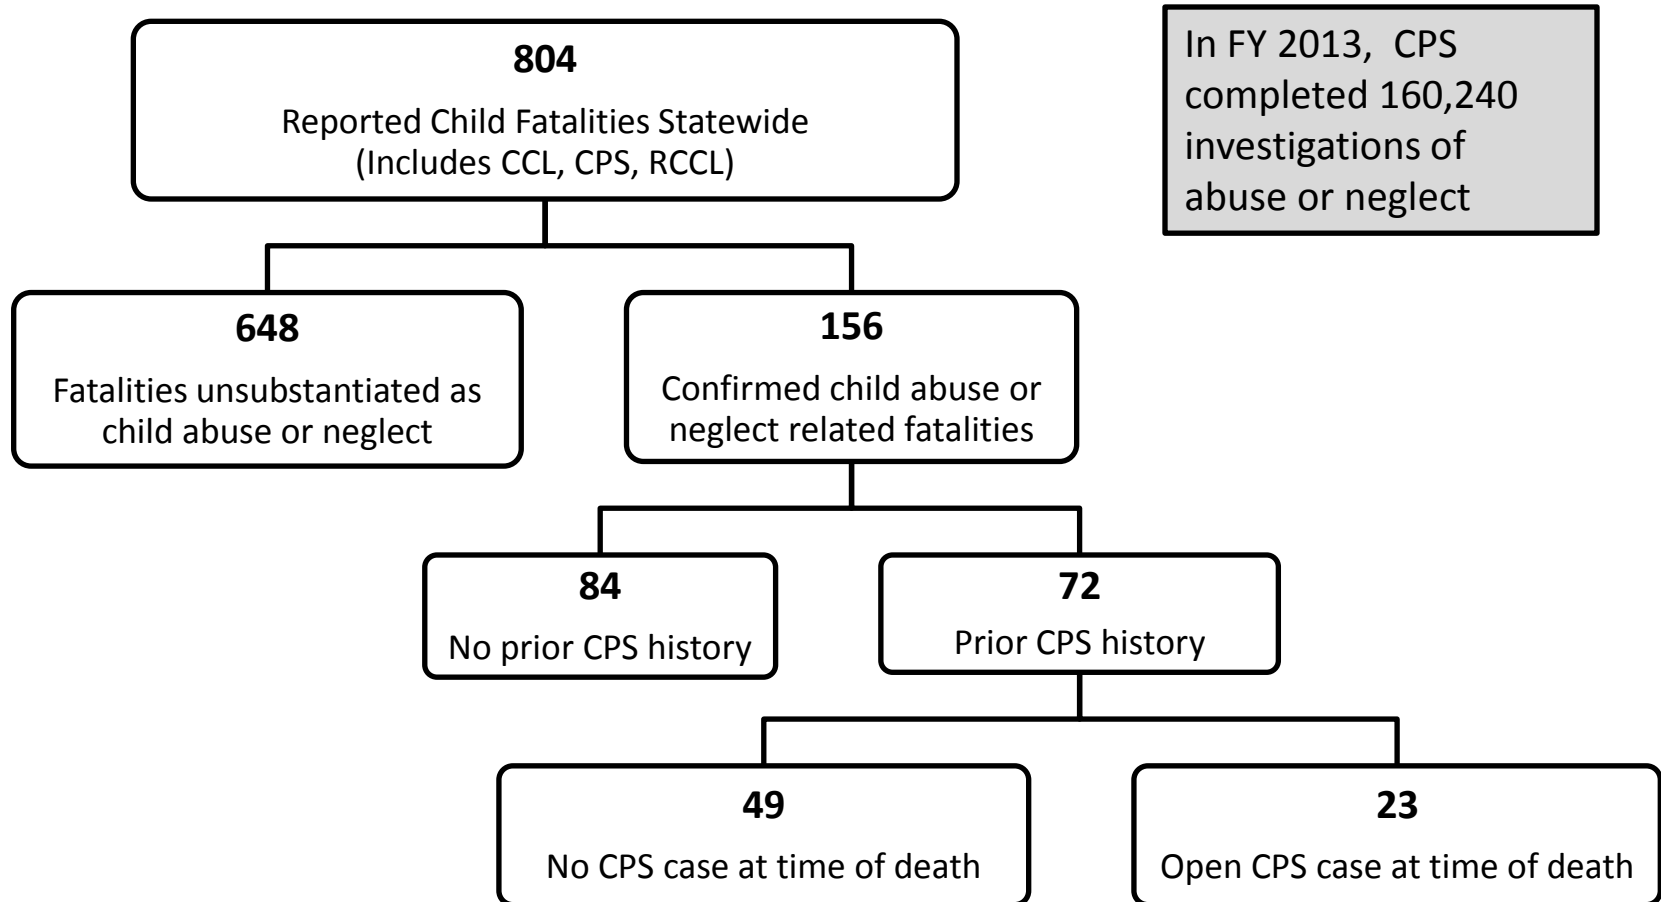 804
Reported Child Fatalities Statewide
(Includes CCL, CPS, RCCL)
In FY 2013, CPS
completed 160,240
investigations of
abuse or neglect
648
Fatalities unsubstantiated as
child abuse or neglect
156
Confirmed child abuse or
neglect related fatalities
84
No prior CPS history
72
Prior CPS history
49
No CPS case at time of death
23
Open CPS case at time of death